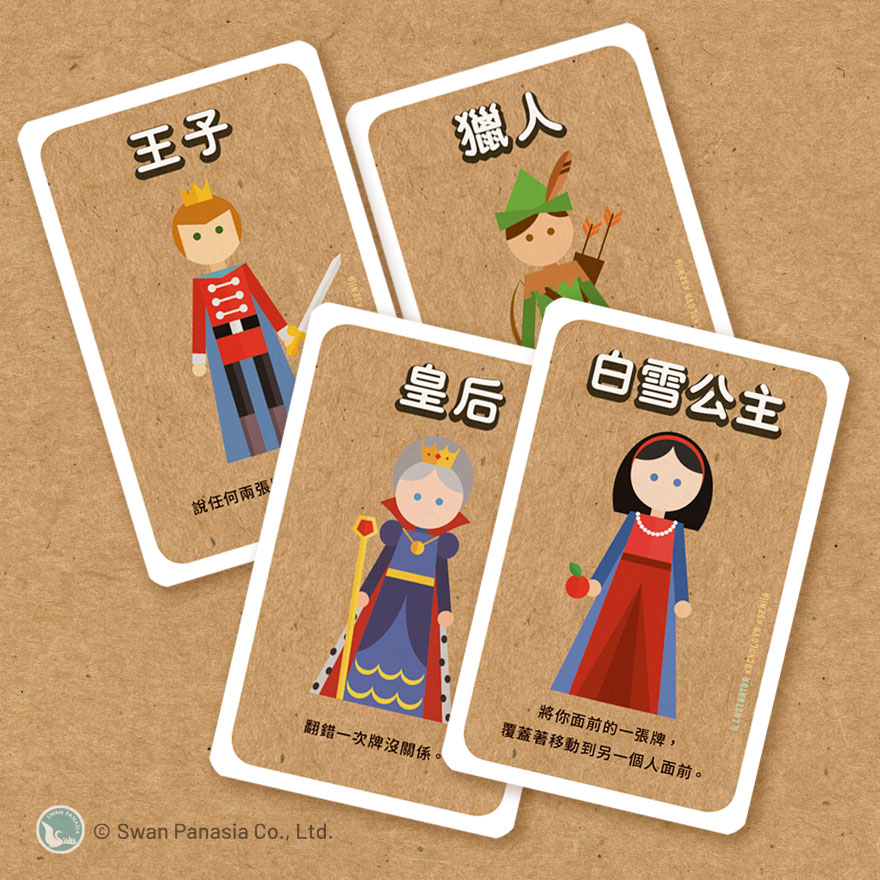 王子
說任何兩張
獵人
皇后
翻錯一次牌沒關係。
白雪公主
將你面前的一張牌，
覆蓋著移動到另一個人面前。
SWAN PANASIA
© Swan Panasia Co., Ltd.